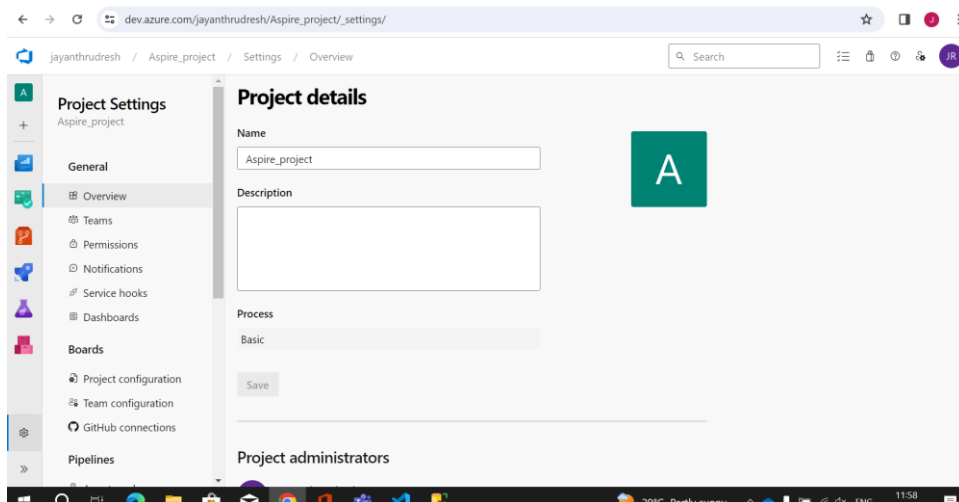 dev.azure.com/jayanthrudresh/Aspire_project/_settings/
J
jayanthrudresh / Aspire_project / Settings / Overview
Search
JR
A
Project Settings
Aspire_project
General
Overview
Teams
Permissions
Notifications
Service hooks
Dashboards
Boards
Project configuration
Team configuration
GitHub connections
Pipelines
Project details
Name
Aspire_project
A
Description
Process
Basic
Save
Project administrators
ENG
11:58